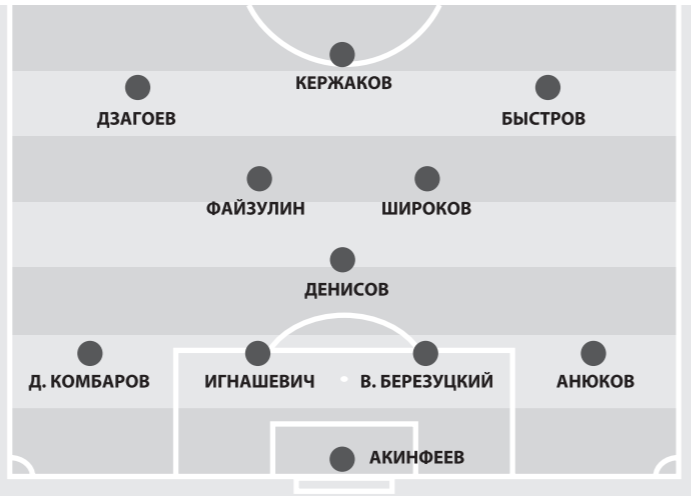 КЕРЖАКОВ
ДЗАГОЕВ
БЫСТРОВ
ФАЙЗУЛИН
ШИРОКОВ
ДЕНИСОВ
Д. КОМБАРОВ
ИГНАШЕВИЧ
В. БЕРЕЗУЦКИЙ
АНЮКОВ
АКИНФЕЕВ